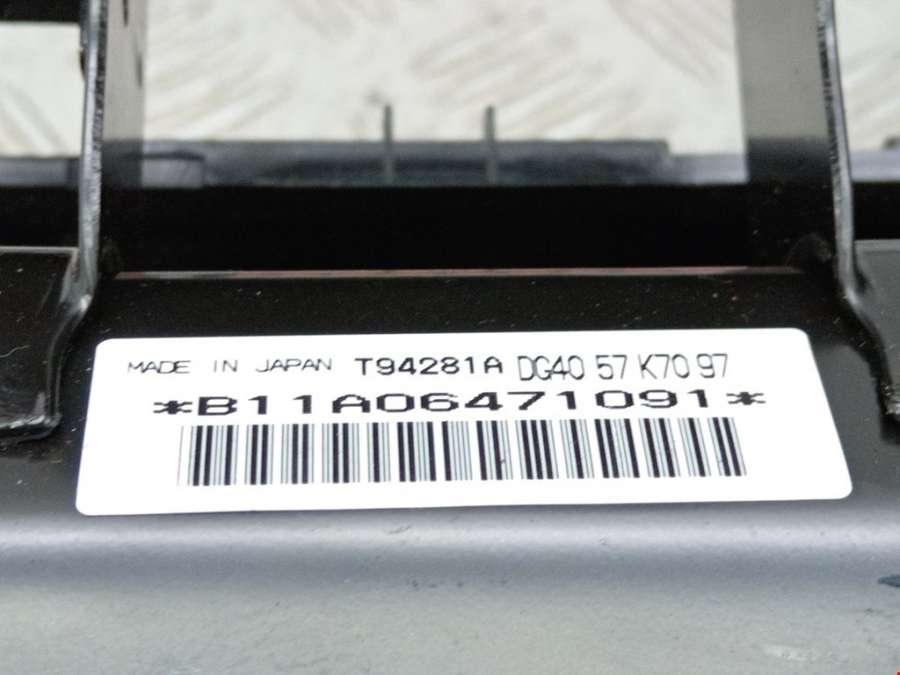 MADE IN JAPAN T94281A DG40 57 K70 97
*B11A06471091*